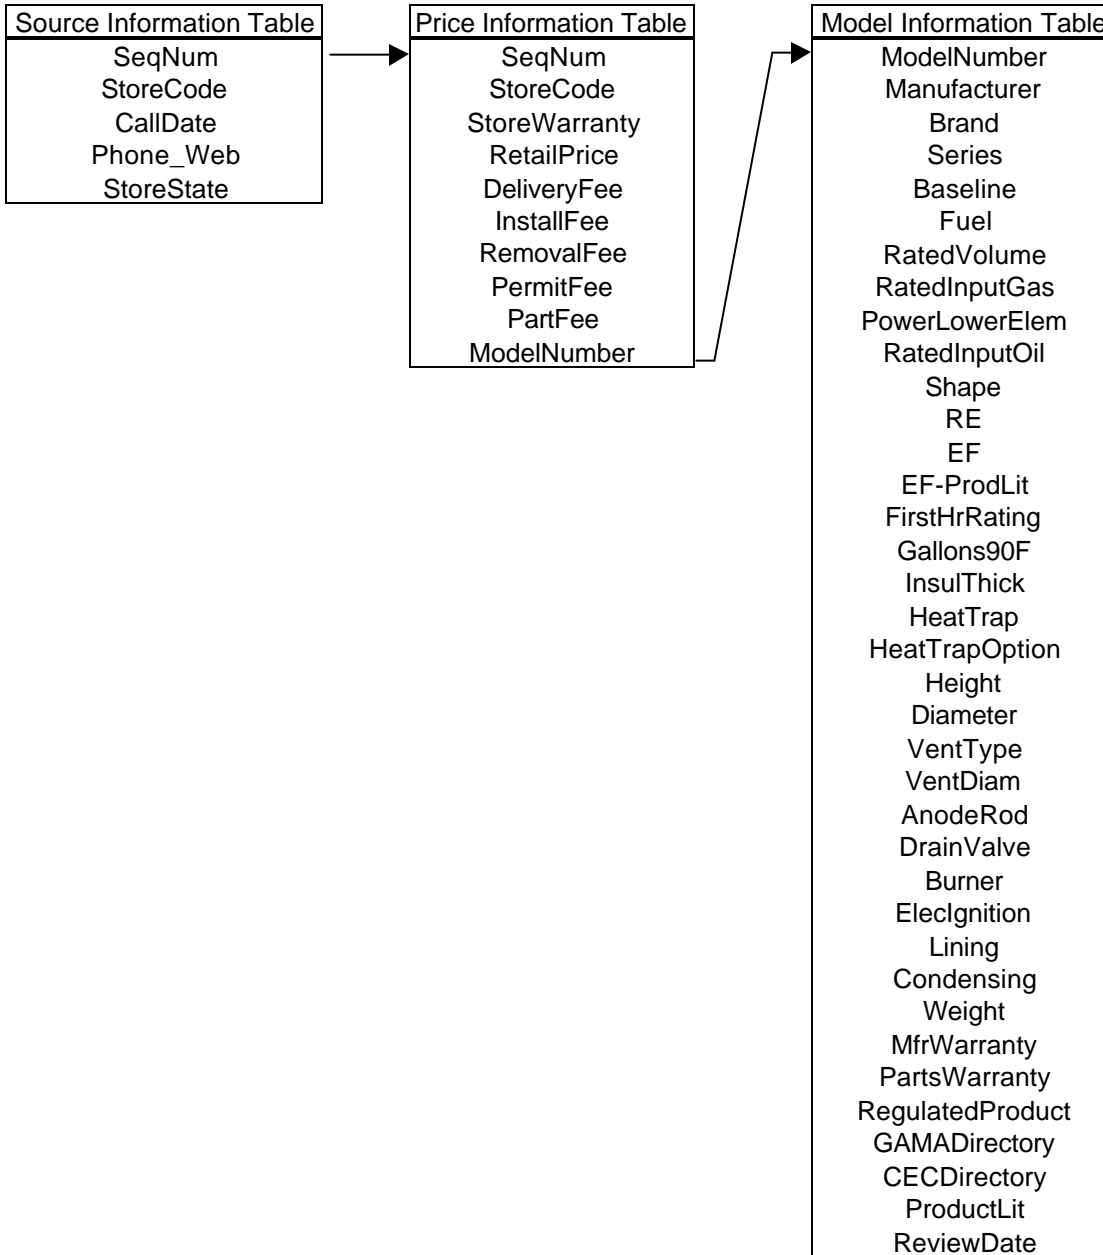 Source Information Table
SeqNum
StoreCode
CallDate
Phone_Web
StoreState
Price Information Table
SeqNum
StoreCode
StoreWarranty
RetailPrice
DeliveryFee
InstallFee
RemovalFee
PermitFee
PartFee
ModelNumber
Model Information Table
ModelNumber
Manufacturer
Brand
Series
Baseline
Fuel
RatedVolume
RatedInputGas
PowerLowerElem
RatedInputOil
Shape
RE
EF
EF-ProdLit
FirstHrRating
Gallons90F
InsulThick
HeatTrap
HeatTrapOption
Height
Diameter
VentType
VentDiam
AnodeRod
DrainValve
Burner
ElecIgnition
Lining
Condensing
Weight
MfrWarranty
PartsWarranty
RegulatedProduct
GAMADirectory
CECDirectory
ProductLit
ReviewDate